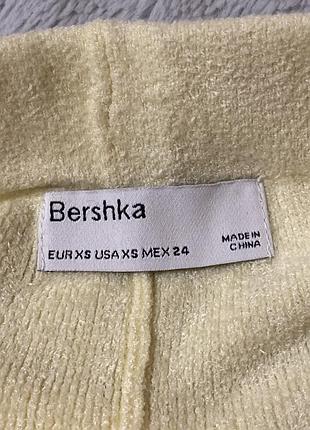 Bershka
EUR XS USA XS MEX 24
MADE IN
CHINA